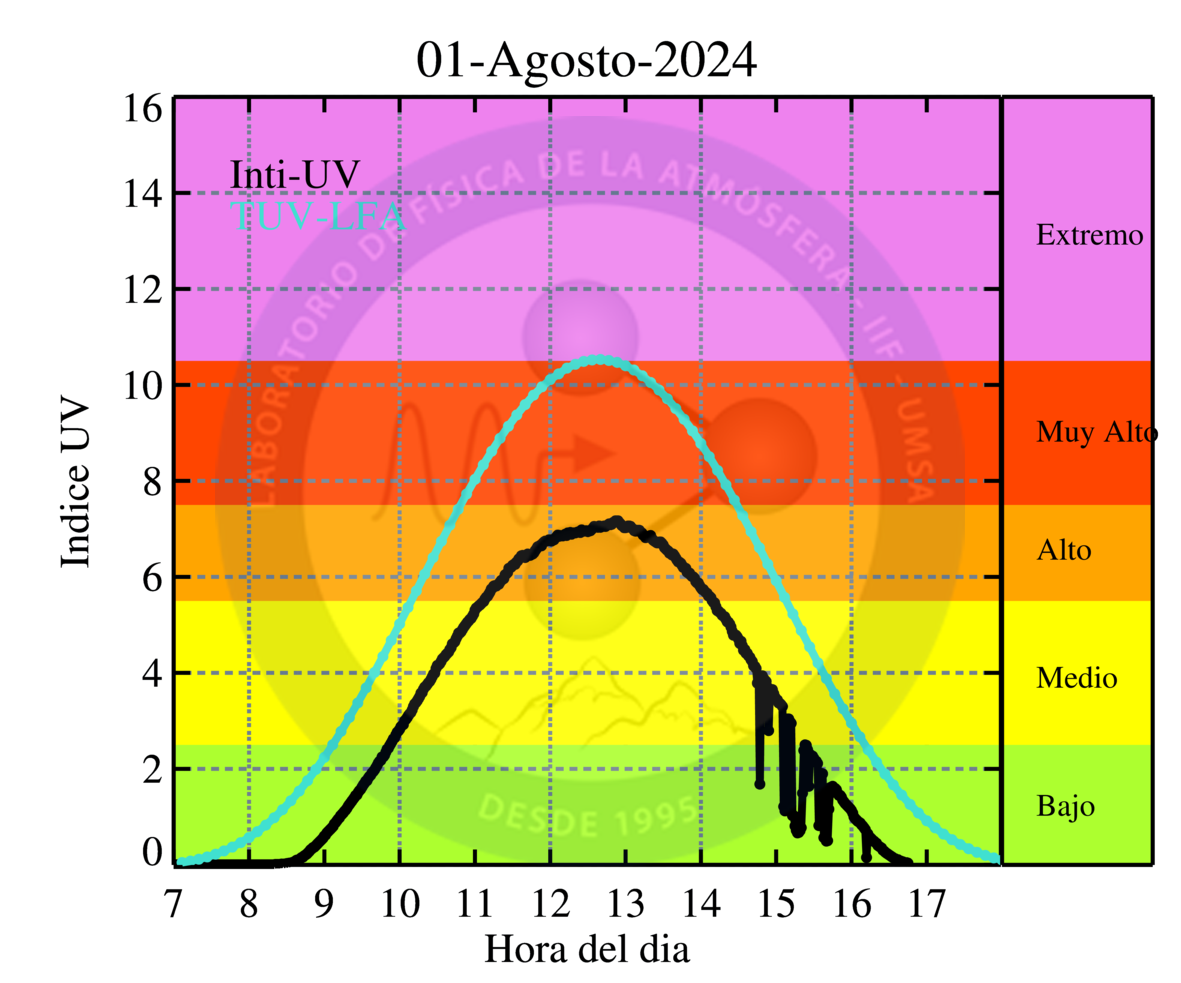 01-Agosto-2024
Inti-UV
TUV-LFA
LABORATORIO DE FÍSICA DE LA ATMÓSFERA - IIF - UMSA
DESDE 1995
Indice UV
16
14
12
10
8
6
4
2
0
Extremo
Muy Alto
Alto
Medio
Bajo
7 8 9 10 11 12 13 14 15 16 17
Hora del dia